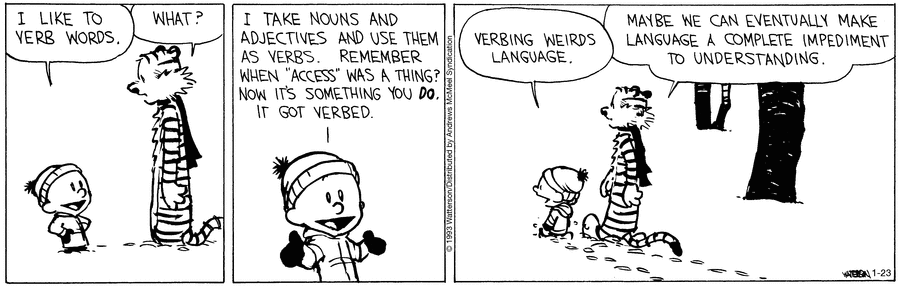 I LIKE TO
VERB WORDS.
WHAT?
I TAKE NOUNS AND
ADJECTIVES AND USE THEM
AS VERBS. REMEMBER
WHEN "ACCESS" WAS A THING?
NOW IT'S SOMETHING YOU DO.
IT GOT VERBED.
© 1993 Watterson/Distributed by Andrews McMeel Syndication
VERBING WEIRDS
LANGUAGE.
MAYBE WE CAN EVENTUALLY MAKE
LANGUAGE A COMPLETE IMPEDIMENT
TO UNDERSTANDING.
WATTERSON 1-23